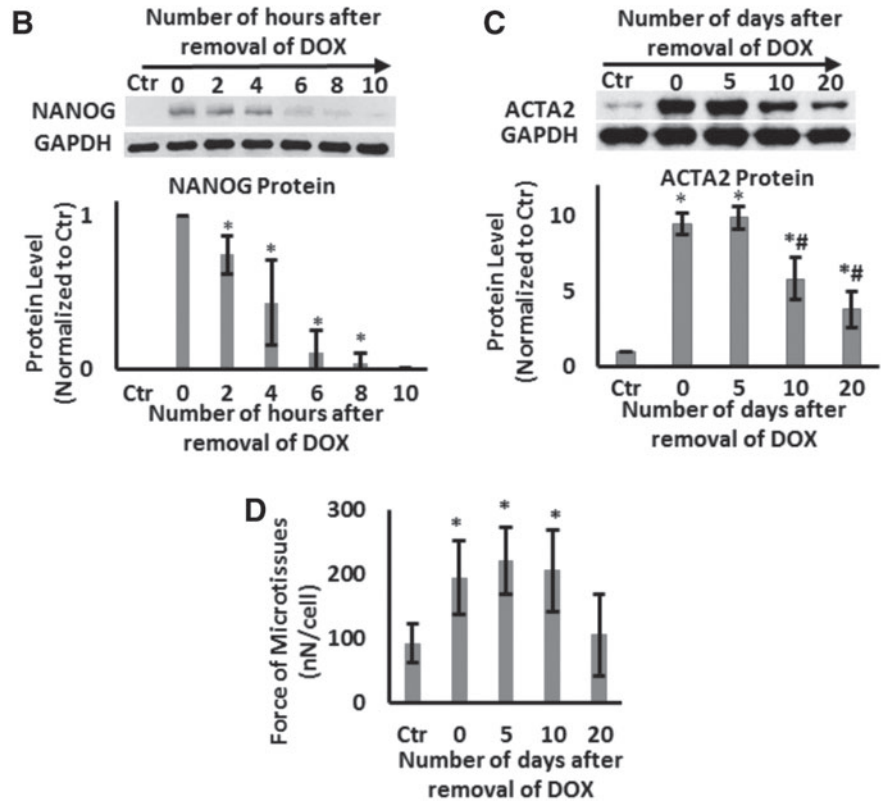 B
Number of hours after
removal of DOX
Ctr 0 2 4 6 8 10
NANOG
GAPDH
NANOG Protein
Protein Level
(Normalized to Ctr)
1
0
* * * *
Ctr 0 2 4 6 8 10
Number of hours after
removal of DOX
C
Number of days after
removal of DOX
Ctr 0 5 10 20
ACTA2
GAPDH
ACTA2 Protein
Protein Level
(Normalized to Ctr)
10
5
0
* * *# *#
Ctr 0 5 10 20
Number of days after
removal of DOX
D
Force of Microtissues
(nN/cell)
300
200
100
0
* * *
Ctr 0 5 10 20
Number of days after
removal of DOX